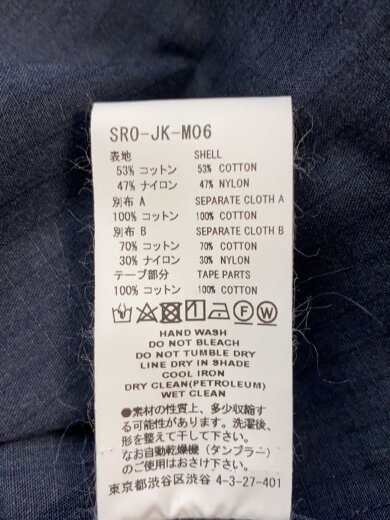 SRO-JK-M06
表地 SHELL
53% コットン 53% COTTON
47% ナイロン 47% NYLON
別布 A SEPARATE CLOTH A
100% コットン 100% COTTON
別布 B SEPARATE CLOTH B
70% コットン 70% COTTON
30% ナイロン 30% NYLON
テープ部分 TAPE PARTS
100% コットン 100% COTTON
F W
HAND WASH
DO NOT BLEACH
DO NOT TUMBLE DRY
LINE DRY IN SHADE
COOL IRON
DRY CLEAN(PETROLEUM)
WET CLEAN
●素材の性質上、多少収縮す
る可能性があります。洗濯後、
形を整えて干して下さい。
なお自動乾燥機（タンブラー）
のご使用はおさけ下さい。
東京都渋谷区渋谷 4-3-27-401